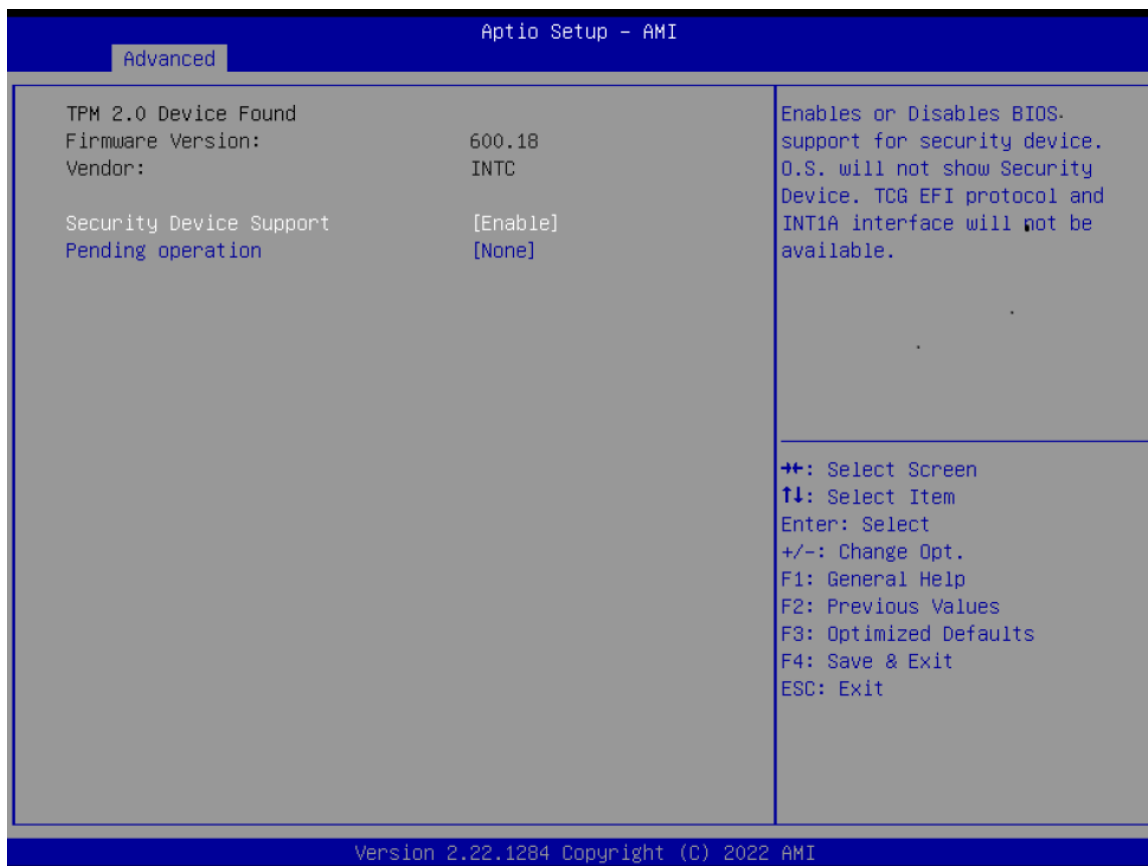 Aptio Setup - AMI
Advanced
TPM 2.0 Device Found
Firmware Version: 600.18
Vendor: INTC
Security Device Support [Enable]
Pending operation [None]
Enables or Disables BIOS
support for security device.
O.S. will not show Security
Device. TCG EFI protocol and
INT1A interface will not be
available.
→←: Select Screen
↑↓: Select Item
Enter: Select
+/-: Change Opt.
F1: General Help
F2: Previous Values
F3: Optimized Defaults
F4: Save & Exit
ESC: Exit
Version 2.22.1284 Copyright (C) 2022 AMI